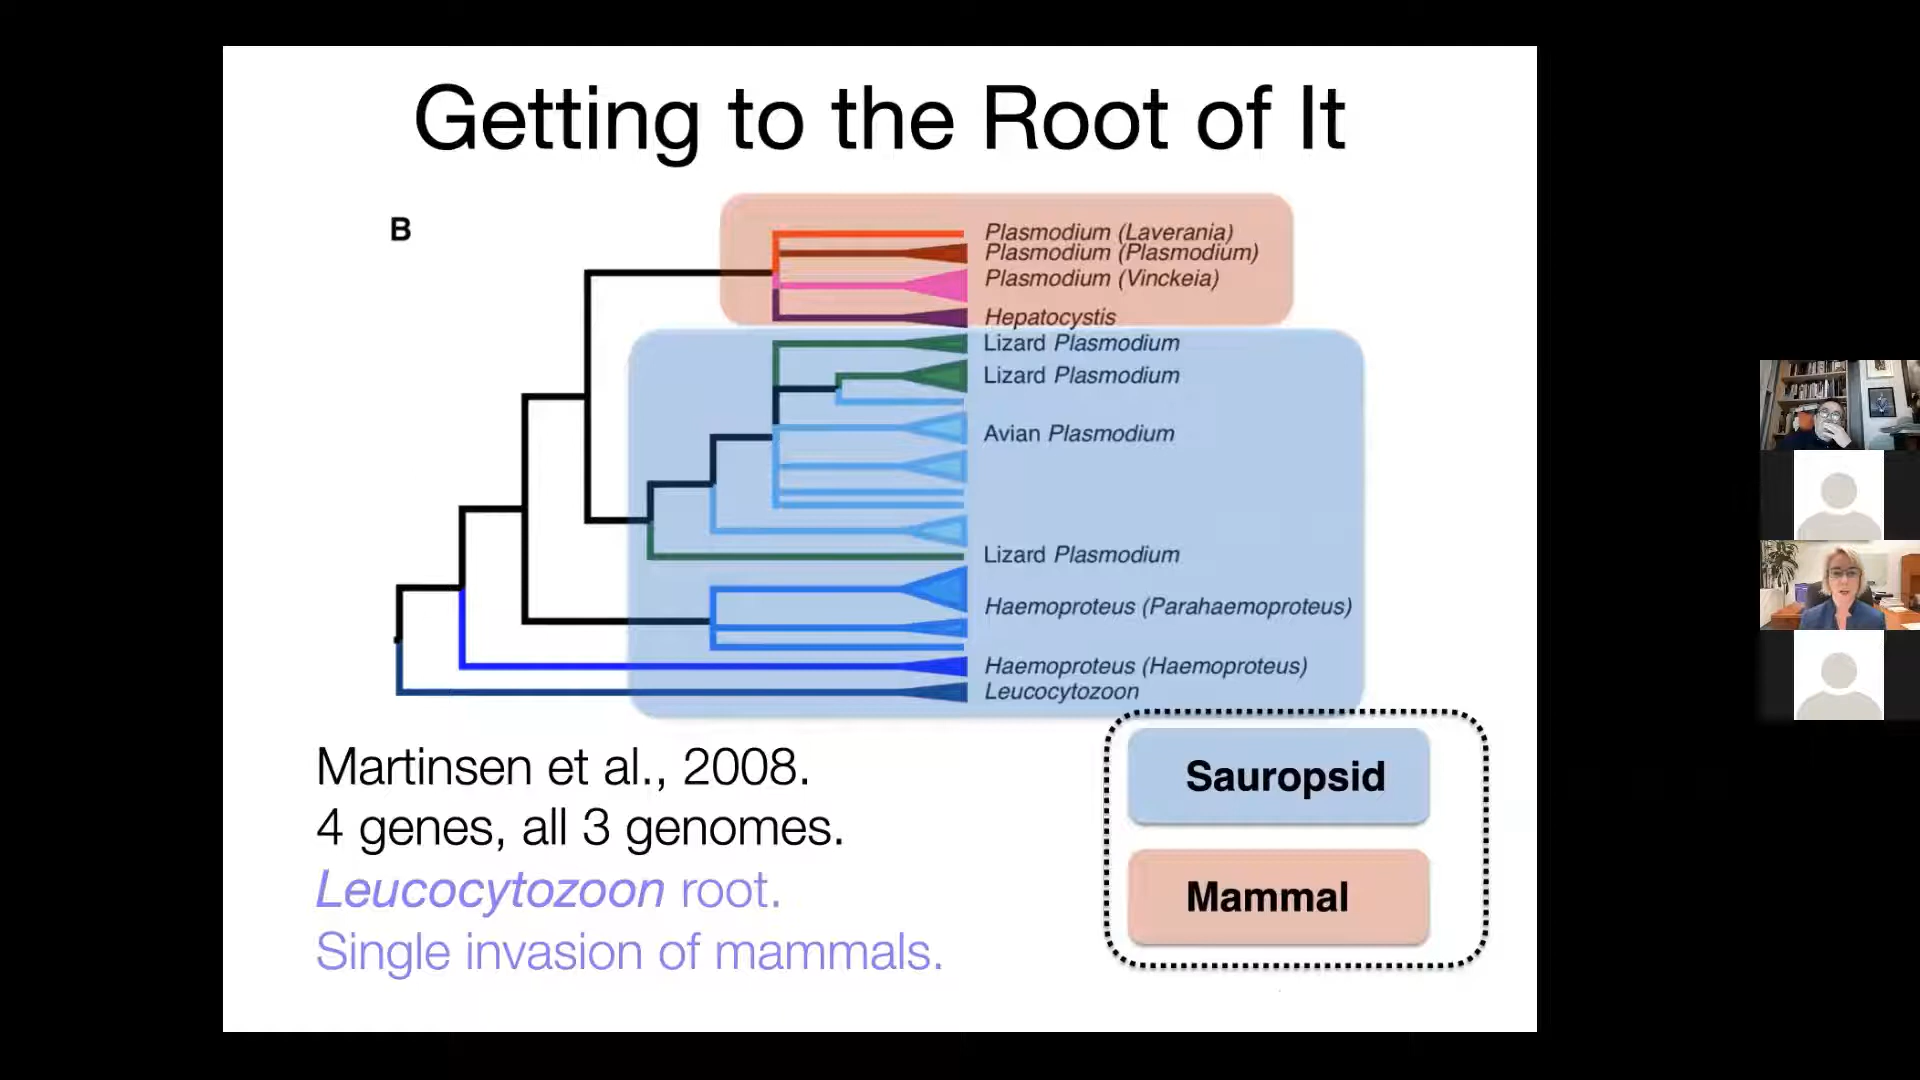 Getting to the Root of It
B
Plasmodium (Laverania)
Plasmodium (Plasmodium)
Plasmodium (Vinckeia)
Hepatocystis
Lizard Plasmodium
Lizard Plasmodium
Avian Plasmodium
Lizard Plasmodium
Haemoproteus (Parahaemoproteus)
Haemoproteus (Haemoproteus)
Leucocytozoon
Martinsen et al., 2008.
4 genes, all 3 genomes.
Leucocytozoon root.
Single invasion of mammals.
Sauropsid
Mammal